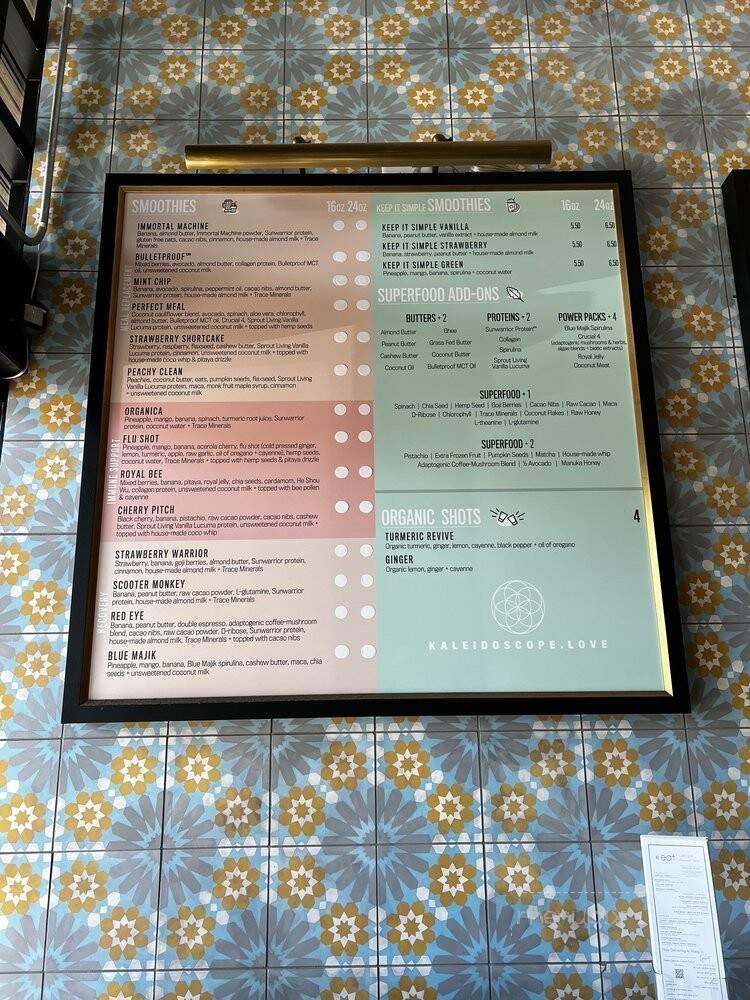 SMOOTHIES 16oz 24oz
MEAL REPLACEMENT
IMMORTAL MACHINE
Banana, almond butter, Immortal Machine powder, Sunwarrior protein,
gluten free oats, cacao nibs, cinnamon, house-made almond milk + Trace
Minerals
BULLETPROOF™
Mixed berries, avocado, almond butter, collagen protein, Bulletproof MCT
oil, unsweetened coconut milk
MINT CHIP
Banana, avocado, spirulina, peppermint oil, cacao nibs, almond butter,
Sunwarrior protein, house-made almond milk + Trace Minerals
PERFECT MEAL
Coconut cauliflower blend, avocado, spinach, aloe vera, chlorophyll,
almond butter, Bulletproof MCT oil, Crucial 4, Sprout Living Vanilla
Lucuma protein, unsweetened coconut milk + topped with hemp seeds
STRAWBERRY SHORTCAKE
Strawberry, raspberry, flaxseed, cashew butter, Sprout Living Vanilla
Lucuma protein, cinnamon, unsweetened coconut milk + topped with
house-made coco whip & pitaya drizzle
PEACHY CLEAN
Peaches, coconut butter, oats, pumpkin seeds, flaxseed, Sprout Living
Vanilla Lucuma protein, maca, monk fruit maple syrup, cinnamon
+ unsweetened coconut milk
IMMUNE SUPPORT
ORGANICA
Pineapple, mango, banana, spinach, turmeric root juice, Sunwarrior
protein, coconut water + Trace Minerals
FLU SHOT
Pineapple, mango, banana, acerola cherry, flu shot (cold pressed ginger,
lemon, turmeric, apple, raw garlic, oil of oregano + cayenne), hemp seeds,
coconut water, Trace Minerals + topped with hemp seeds & pitaya drizzle
ROYAL BEE
Mixed berries, banana, pitaya, royal jelly, chia seeds, cardamom, He Shou
Wu, collagen protein, unsweetened coconut milk + topped with bee pollen
& cayenne
CHERRY PITCH
Black cherry, banana, pistachio, raw cacao powder, cacao nibs, cashew
butter, Sprout Living Vanilla Lucuma protein, unsweetened coconut milk +
topped with house-made coco whip
RECOVERY
STRAWBERRY WARRIOR
Strawberry, banana, goji berries, almond butter, Sunwarrior protein,
cinnamon, house-made almond milk + Trace Minerals
SCOOTER MONKEY
Banana, peanut butter, raw cacao powder, L-glutamine, Sunwarrior
protein, house-made almond milk + Trace Minerals
RED EYE
Banana, peanut butter, double espresso, adaptogenic coffee-mushroom
blend, cacao nibs, raw cacao powder, D-ribose, Sunwarrior protein,
house-made almond milk, Trace Minerals + topped with cacao nibs
BLUE MAJIK
Pineapple, mango, banana, Blue Majik spirulina, cashew butter, maca, chia
seeds + unsweetened coconut milk
KEEP IT SIMPLE SMOOTHIES 16oz 24oz
KEEP IT SIMPLE VANILLA 5.50 6.50
Banana, peanut butter, vanilla extract + house-made almond milk
KEEP IT SIMPLE STRAWBERRY 5.50 6.50
Banana, strawberry, peanut butter + house-made almond milk
KEEP IT SIMPLE GREEN 5.50 6.50
Pineapple, mango, banana, spirulina + coconut water
SUPERFOOD ADD-ONS
BUTTERS + 2
Almond Butter Ghee
Peanut Butter Grass Fed Butter
Cashew Butter Coconut Butter
Coconut Oil Bulletproof MCT Oil
PROTEINS + 2
Sunwarrior Protein™
Collagen
Spirulina
Sprout Living
Vanilla Lucuma
POWER PACKS + 4
Blue Majik Spirulina
Crucial 4
(adaptogenic mushrooms & herbs,
algae blends + biotic extracts)
Royal Jelly
Coconut Meat
SUPERFOOD + 1
Spinach | Chia Seed | Hemp Seed | Goji Berries | Cacao Nibs | Raw Cacao | Maca
D-Ribose | Chlorophyll | Trace Minerals | Coconut Flakes | Raw Honey
L-theanine | L-glutamine
SUPERFOOD + 2
Pistachio | Extra Frozen Fruit | Pumpkin Seeds | Matcha | House-made whip
Adaptogenic Coffee-Mushroom Blend | ½ Avocado | Manuka Honey
ORGANIC SHOTS 4
TURMERIC REVIVE
Organic turmeric, ginger, lemon, cayenne, black pepper + oil of oregano
GINGER
Organic lemon, ginger + cayenne
KALEIDOSCOPE.LOVE
eat